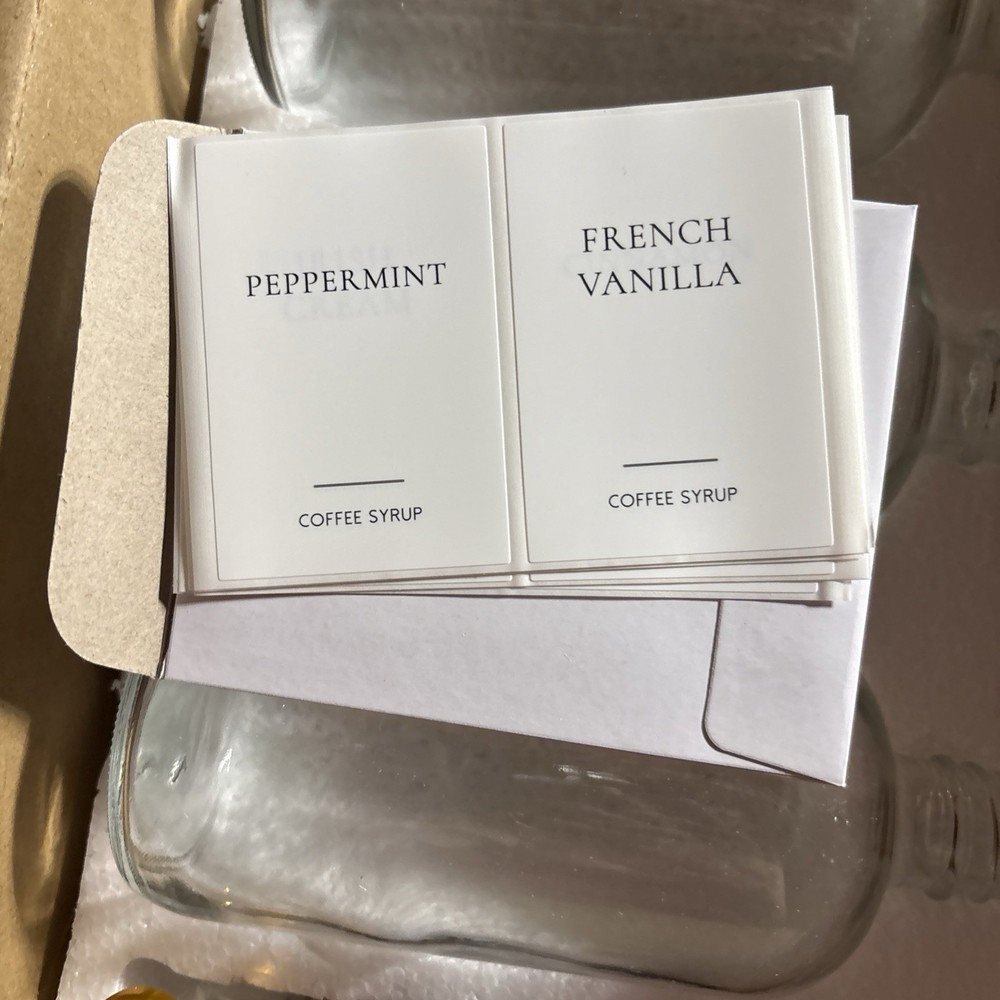 PEPPERMINT
COFFEE SYRUP
FRENCH
VANILLA
COFFEE SYRUP